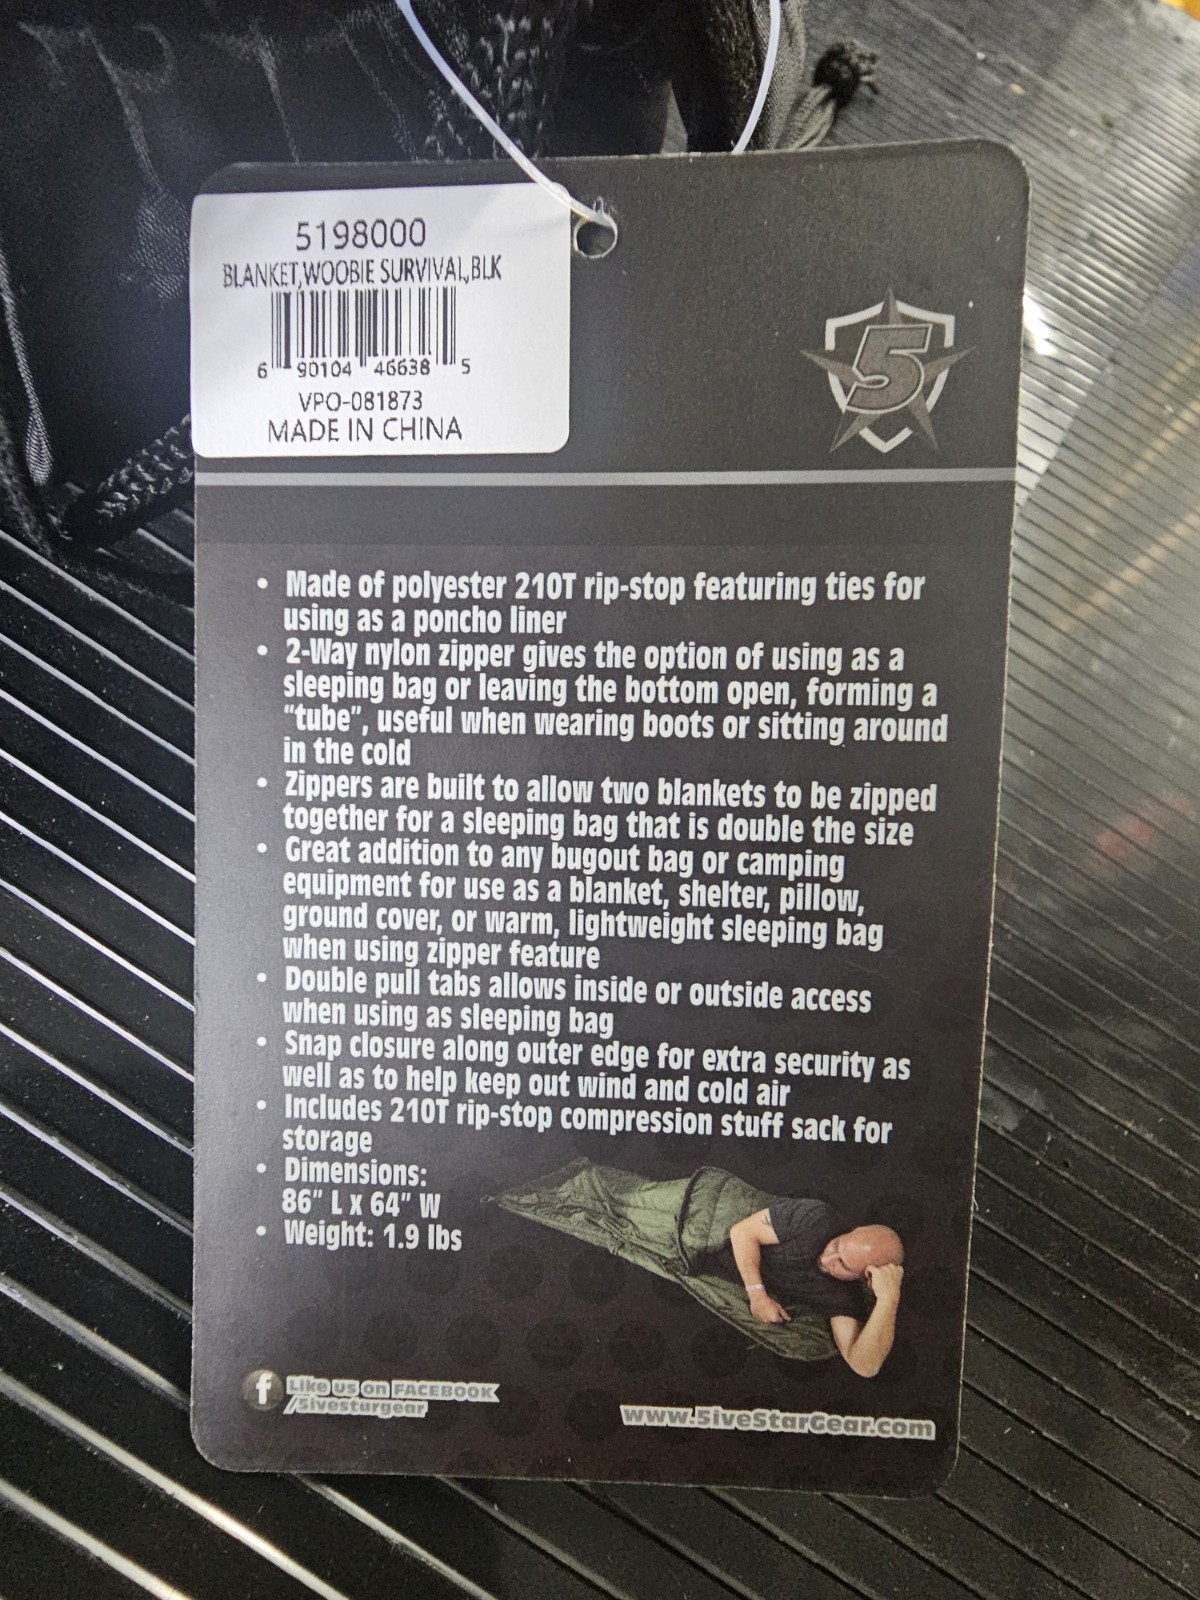 5198000
BLANKET,WOOBIE SURVIVAL,BLK
6 90104 46638 5
VPO-081873
MADE IN CHINA
5
• Made of polyester 210T rip-stop featuring ties for
using as a poncho liner
• 2-Way nylon zipper gives the option of using as a
sleeping bag or leaving the bottom open, forming a
"tube", useful when wearing boots or sitting around
in the cold
• Zippers are built to allow two blankets to be zipped
together for a sleeping bag that is double the size
• Great addition to any bugout bag or camping
equipment for use as a blanket, shelter, pillow,
ground cover, or warm, lightweight sleeping bag
when using zipper feature
• Double pull tabs allows inside or outside access
when using as sleeping bag
• Snap closure along outer edge for extra security as
well as to help keep out wind and cold air
• Includes 210T rip-stop compression stuff sack for
storage
• Dimensions:
86" L x 64" W
• Weight: 1.9 lbs
f Like us on FACEBOOK
/5ivesturgear
www.5iveStarGear.com